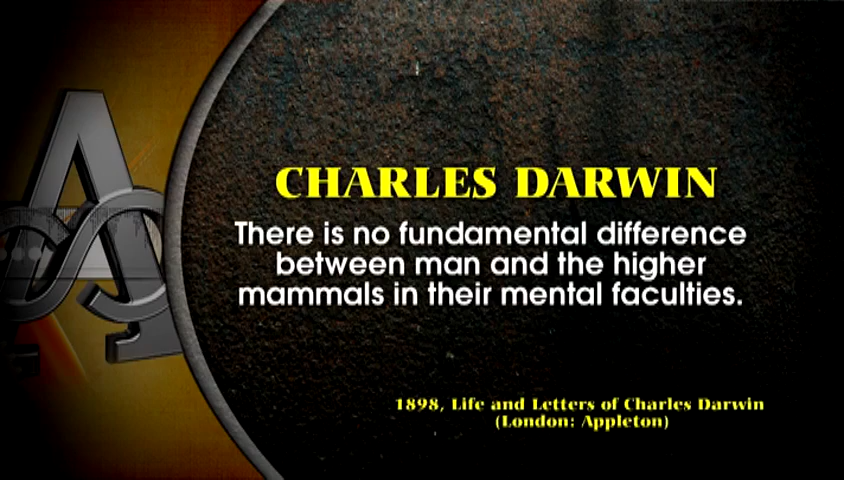 CHARLES DARWIN
There is no fundamental difference
between man and the higher
mammals in their mental faculties.
1898, Life and Letters of Charles Darwin
(London: Appleton)